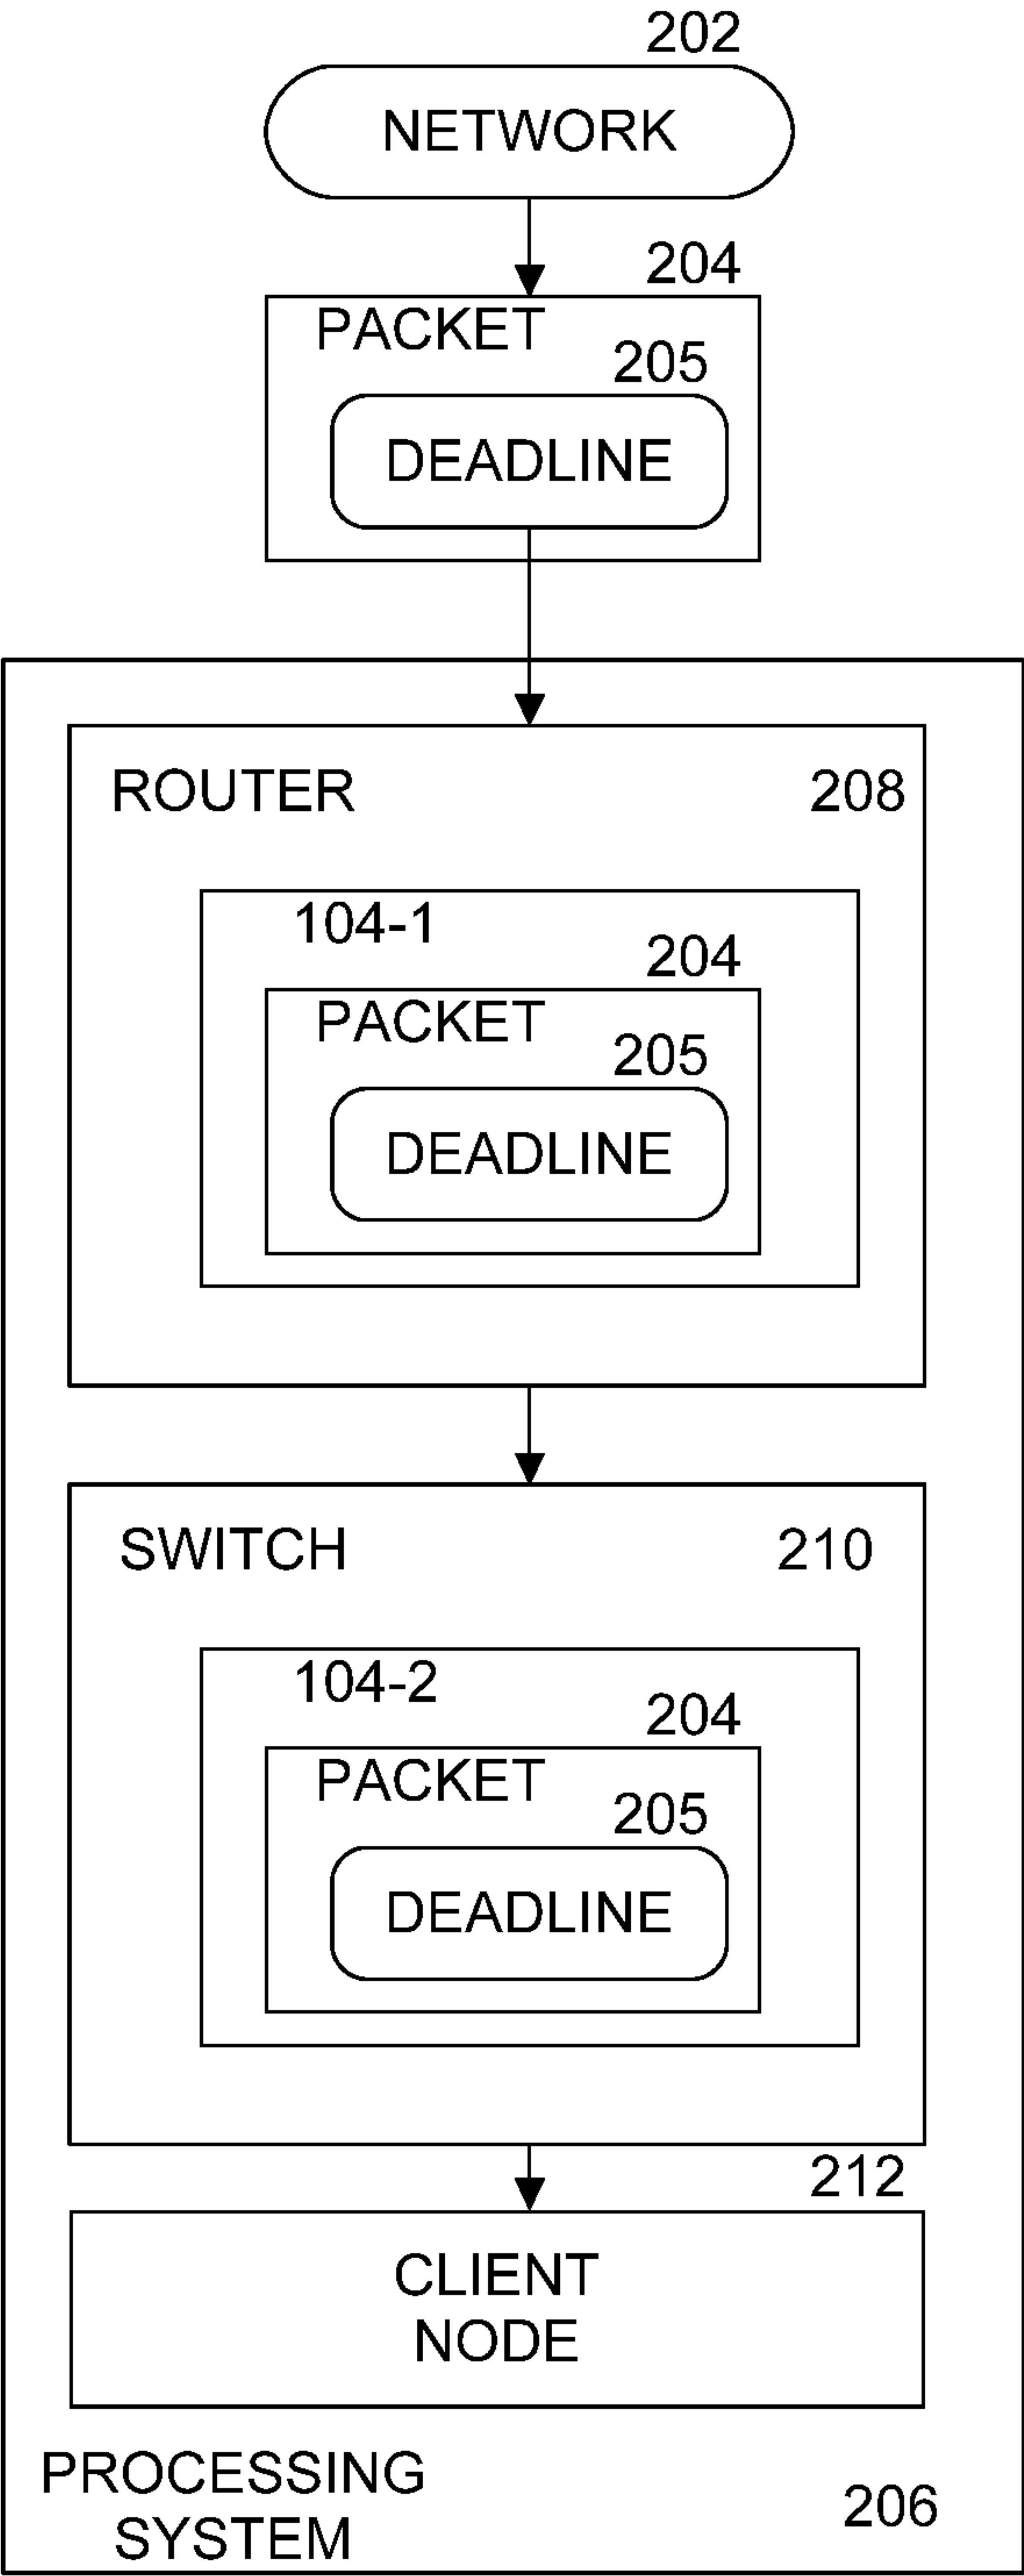 202
NETWORK
204
PACKET
205
DEADLINE
ROUTER 208
104-1
204
PACKET
205
DEADLINE
SWITCH 210
104-2
204
PACKET
205
DEADLINE
212
CLIENT
NODE
PROCESSING
SYSTEM
206